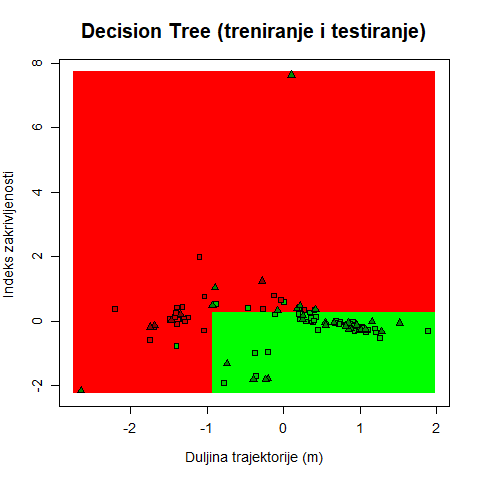 Decision Tree (treniranje i testiranje)
Indeks zakrivljenosti
8
6
4
2
0
-2
-2 -1 0 1 2
Duljina trajektorije (m)